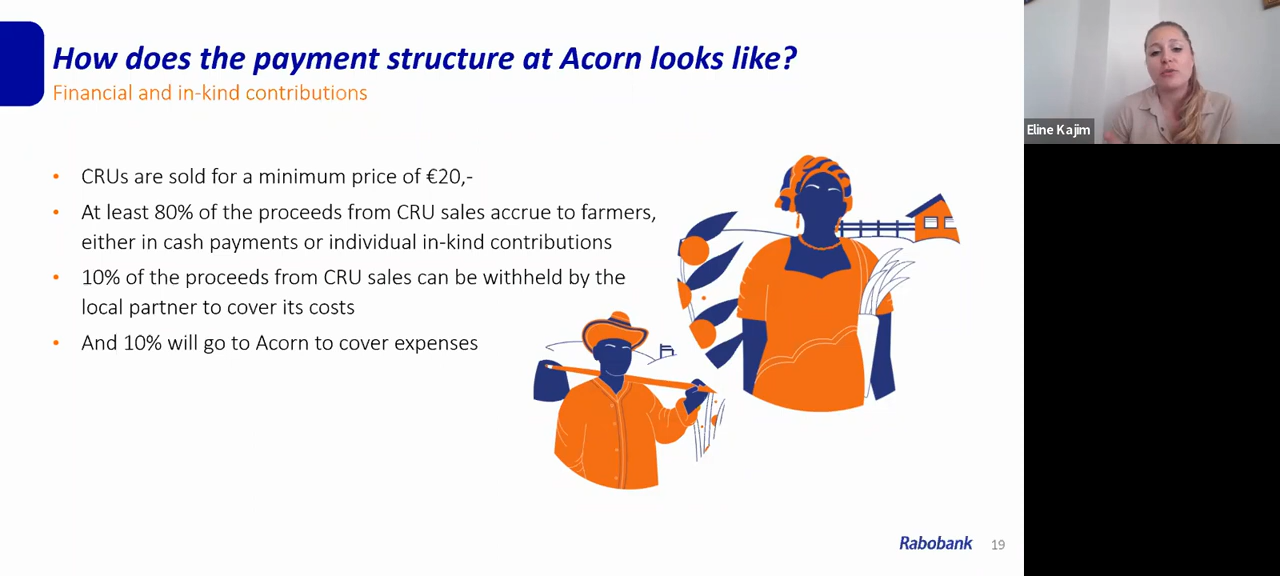 How does the payment structure at Acorn looks like?
Financial and in-kind contributions
• CRUs are sold for a minimum price of €20,-
• At least 80% of the proceeds from CRU sales accrue to farmers,
either in cash payments or individual in-kind contributions
• 10% of the proceeds from CRU sales can be withheld by the
local partner to cover its costs
• And 10% will go to Acorn to cover expenses
Rabobank 19
Eline Kajim